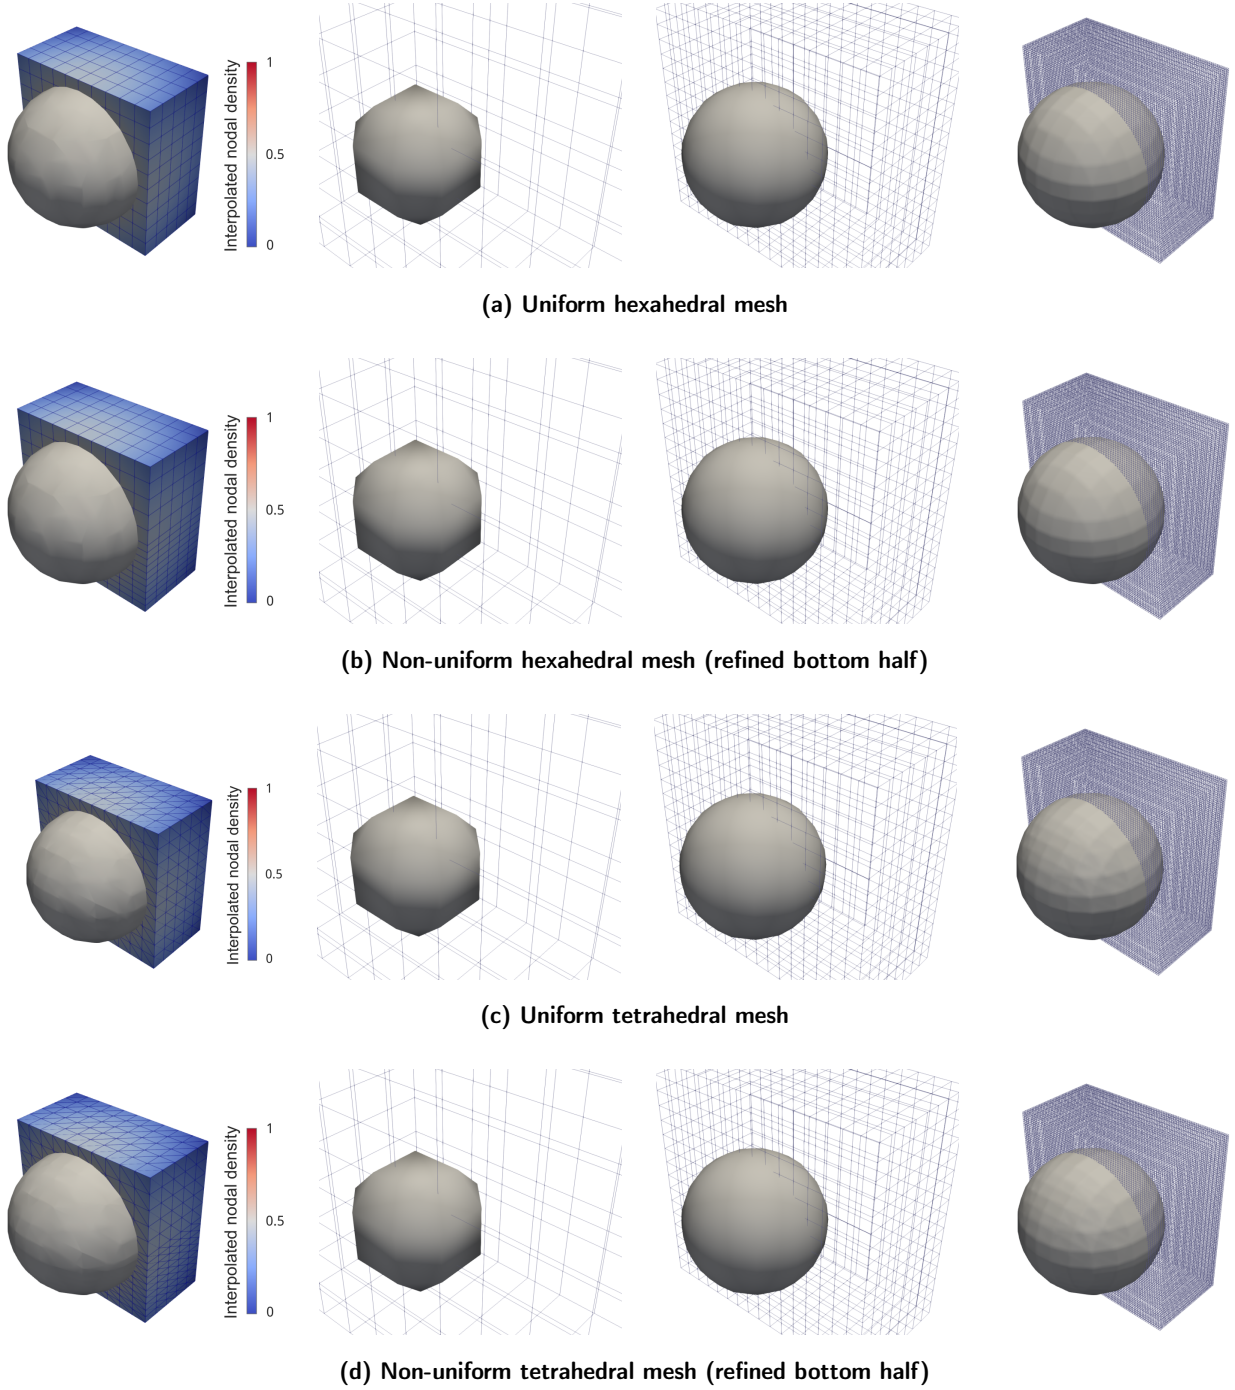 Interpolated nodal density
1
0.5
0
(a) Uniform hexahedral mesh
Interpolated nodal density
1
0.5
0
(b) Non-uniform hexahedral mesh (refined bottom half)
Interpolated nodal density
1
0.5
0
(c) Uniform tetrahedral mesh
Interpolated nodal density
1
0.5
0
(d) Non-uniform tetrahedral mesh (refined bottom half)